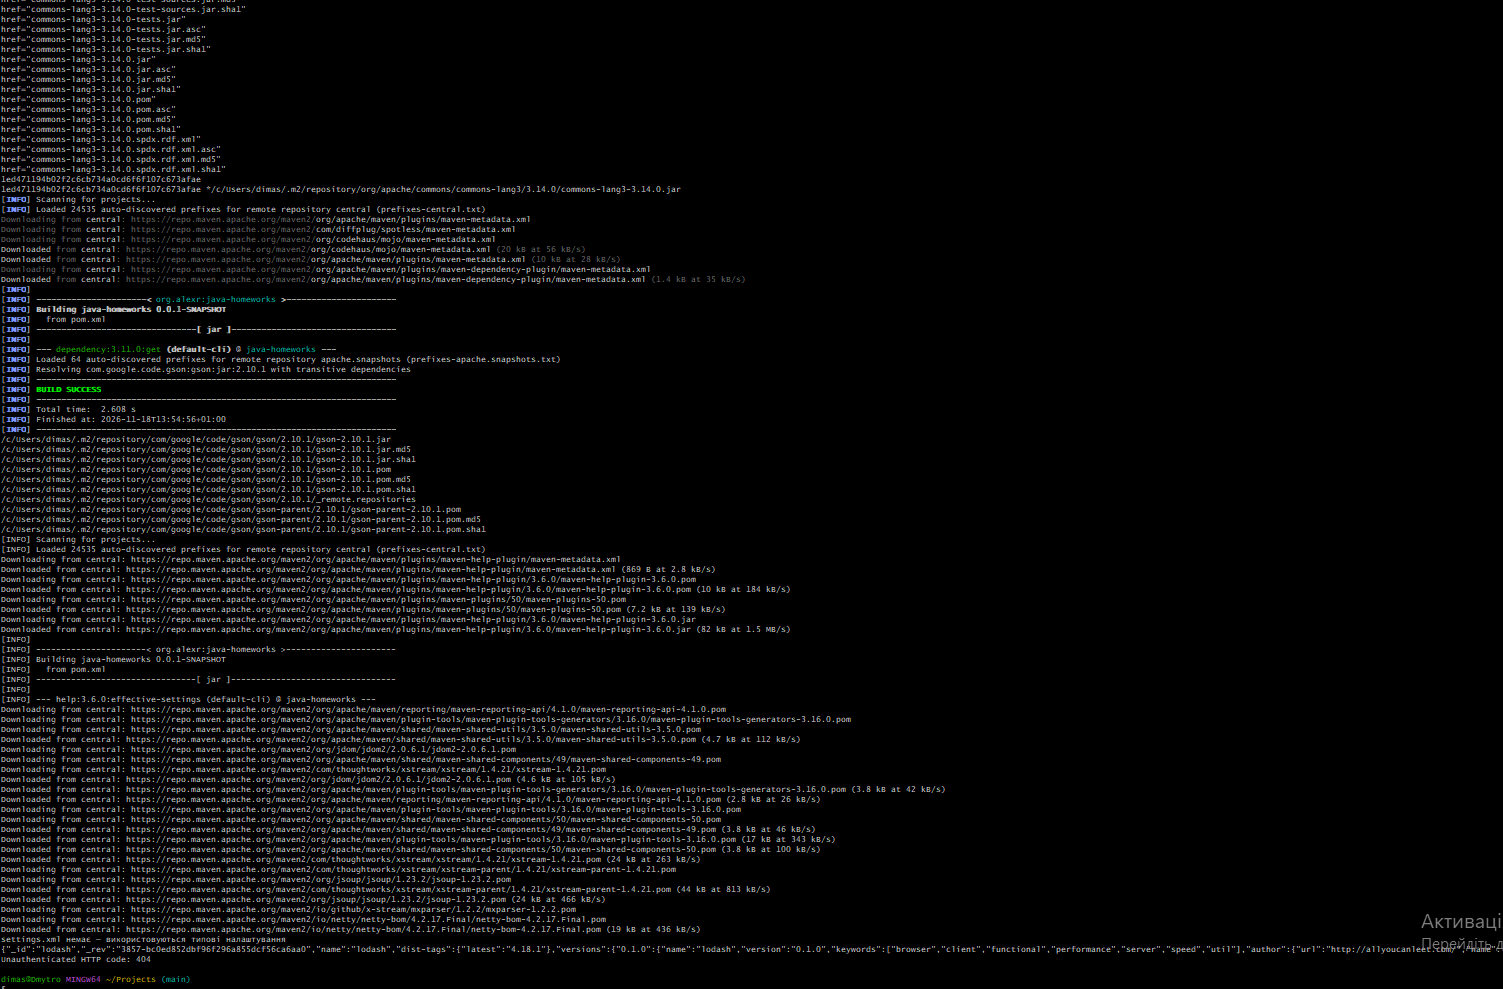 href="commons-lang3-3.14.0-test-sources.jar.md5"
href="commons-lang3-3.14.0-test-sources.jar.sha1"
href="commons-lang3-3.14.0-tests.jar"
href="commons-lang3-3.14.0-tests.jar.asc"
href="commons-lang3-3.14.0-tests.jar.md5"
href="commons-lang3-3.14.0-tests.jar.sha1"
href="commons-lang3-3.14.0.jar"
href="commons-lang3-3.14.0.jar.asc"
href="commons-lang3-3.14.0.jar.md5"
href="commons-lang3-3.14.0.jar.sha1"
href="commons-lang3-3.14.0.pom"
href="commons-lang3-3.14.0.pom.asc"
href="commons-lang3-3.14.0.pom.md5"
href="commons-lang3-3.14.0.pom.sha1"
href="commons-lang3-3.14.0.spdx.rdf.xml"
href="commons-lang3-3.14.0.spdx.rdf.xml.asc"
href="commons-lang3-3.14.0.spdx.rdf.xml.md5"
href="commons-lang3-3.14.0.spdx.rdf.xml.sha1"
1ed471194b02f2c6cb734a0cd6f6f107c673afae
1ed471194b02f2c6cb734a0cd6f6f107c673afae */c/Users/dimas/.m2/repository/org/apache/commons/commons-lang3/3.14.0/commons-lang3-3.14.0.jar
[INFO] Scanning for projects...
[INFO] Loaded 24535 auto-discovered prefixes for remote repository central (prefixes-central.txt)
Downloading from central: https://repo.maven.apache.org/maven2/org/apache/maven/plugins/maven-metadata.xml
Downloading from central: https://repo.maven.apache.org/maven2/com/diffplug/spotless/maven-metadata.xml
Downloading from central: https://repo.maven.apache.org/maven2/org/codehaus/mojo/maven-metadata.xml
Downloaded from central: https://repo.maven.apache.org/maven2/org/codehaus/mojo/maven-metadata.xml (20 kB at 56 kB/s)
Downloaded from central: https://repo.maven.apache.org/maven2/org/apache/maven/plugins/maven-metadata.xml (10 kB at 28 kB/s)
Downloading from central: https://repo.maven.apache.org/maven2/org/apache/maven/plugins/maven-dependency-plugin/maven-metadata.xml
Downloaded from central: https://repo.maven.apache.org/maven2/org/apache/maven/plugins/maven-dependency-plugin/maven-metadata.xml (1.4 kB at 35 kB/s)
[INFO]
[INFO] ----------------------< org.alexr:java-homeworks >----------------------
[INFO] Building java-homeworks 0.0.1-SNAPSHOT
[INFO]   from pom.xml
[INFO] --------------------------------[ jar ]---------------------------------
[INFO]
[INFO] --- dependency:3.11.0:get (default-cli) @ java-homeworks ---
[INFO] Loaded 64 auto-discovered prefixes for remote repository apache.snapshots (prefixes-apache.snapshots.txt)
[INFO] Resolving com.google.code.gson:gson:jar:2.10.1 with transitive dependencies
[INFO] ------------------------------------------------------------------------
[INFO] BUILD SUCCESS
[INFO] ------------------------------------------------------------------------
[INFO] Total time:  2.608 s
[INFO] Finished at: 2026-11-18T13:54:56+01:00
[INFO] ------------------------------------------------------------------------
/c/Users/dimas/.m2/repository/com/google/code/gson/gson/2.10.1/gson-2.10.1.jar
/c/Users/dimas/.m2/repository/com/google/code/gson/gson/2.10.1/gson-2.10.1.jar.md5
/c/Users/dimas/.m2/repository/com/google/code/gson/gson/2.10.1/gson-2.10.1.jar.sha1
/c/Users/dimas/.m2/repository/com/google/code/gson/gson/2.10.1/gson-2.10.1.pom
/c/Users/dimas/.m2/repository/com/google/code/gson/gson/2.10.1/gson-2.10.1.pom.md5
/c/Users/dimas/.m2/repository/com/google/code/gson/gson/2.10.1/gson-2.10.1.pom.sha1
/c/Users/dimas/.m2/repository/com/google/code/gson/gson/2.10.1/_remote.repositories
/c/Users/dimas/.m2/repository/com/google/code/gson/gson-parent/2.10.1/gson-parent-2.10.1.pom
/c/Users/dimas/.m2/repository/com/google/code/gson/gson-parent/2.10.1/gson-parent-2.10.1.pom.md5
/c/Users/dimas/.m2/repository/com/google/code/gson/gson-parent/2.10.1/gson-parent-2.10.1.pom.sha1
[INFO] Scanning for projects...
[INFO] Loaded 24535 auto-discovered prefixes for remote repository central (prefixes-central.txt)
Downloading from central: https://repo.maven.apache.org/maven2/org/apache/maven/plugins/maven-help-plugin/maven-metadata.xml
Downloaded from central: https://repo.maven.apache.org/maven2/org/apache/maven/plugins/maven-help-plugin/maven-metadata.xml (869 B at 2.8 kB/s)
Downloading from central: https://repo.maven.apache.org/maven2/org/apache/maven/plugins/maven-help-plugin/3.6.0/maven-help-plugin-3.6.0.pom
Downloaded from central: https://repo.maven.apache.org/maven2/org/apache/maven/plugins/maven-help-plugin/3.6.0/maven-help-plugin-3.6.0.pom (10 kB at 184 kB/s)
Downloading from central: https://repo.maven.apache.org/maven2/org/apache/maven/plugins/maven-plugins/50/maven-plugins-50.pom
Downloaded from central: https://repo.maven.apache.org/maven2/org/apache/maven/plugins/maven-plugins/50/maven-plugins-50.pom (7.2 kB at 139 kB/s)
Downloading from central: https://repo.maven.apache.org/maven2/org/apache/maven/plugins/maven-help-plugin/3.6.0/maven-help-plugin-3.6.0.jar
Downloaded from central: https://repo.maven.apache.org/maven2/org/apache/maven/plugins/maven-help-plugin/3.6.0/maven-help-plugin-3.6.0.jar (82 kB at 1.5 MB/s)
[INFO]
[INFO] ----------------------< org.alexr:java-homeworks >----------------------
[INFO] Building java-homeworks 0.0.1-SNAPSHOT
[INFO]   from pom.xml
[INFO] --------------------------------[ jar ]---------------------------------
[INFO]
[INFO] --- help:3.6.0:effective-settings (default-cli) @ java-homeworks ---
Downloading from central: https://repo.maven.apache.org/maven2/org/apache/maven/reporting/maven-reporting-api/4.1.0/maven-reporting-api-4.1.0.pom
Downloading from central: https://repo.maven.apache.org/maven2/org/apache/maven/plugin-tools/maven-plugin-tools-generators/3.16.0/maven-plugin-tools-generators-3.16.0.pom
Downloading from central: https://repo.maven.apache.org/maven2/org/apache/maven/shared/maven-shared-utils/3.5.0/maven-shared-utils-3.5.0.pom
Downloaded from central: https://repo.maven.apache.org/maven2/org/apache/maven/shared/maven-shared-utils/3.5.0/maven-shared-utils-3.5.0.pom (4.7 kB at 112 kB/s)
Downloading from central: https://repo.maven.apache.org/maven2/org/jdom/jdom2/2.0.6.1/jdom2-2.0.6.1.pom
Downloading from central: https://repo.maven.apache.org/maven2/org/apache/maven/shared/maven-shared-components/49/maven-shared-components-49.pom
Downloading from central: https://repo.maven.apache.org/maven2/com/thoughtworks/xstream/xstream/1.4.21/xstream-1.4.21.pom
Downloaded from central: https://repo.maven.apache.org/maven2/org/jdom/jdom2/2.0.6.1/jdom2-2.0.6.1.pom (4.6 kB at 105 kB/s)
Downloaded from central: https://repo.maven.apache.org/maven2/org/apache/maven/plugin-tools/maven-plugin-tools-generators/3.16.0/maven-plugin-tools-generators-3.16.0.pom (3.8 kB at 42 kB/s)
Downloaded from central: https://repo.maven.apache.org/maven2/org/apache/maven/reporting/maven-reporting-api/4.1.0/maven-reporting-api-4.1.0.pom (2.8 kB at 26 kB/s)
Downloading from central: https://repo.maven.apache.org/maven2/org/apache/maven/plugin-tools/maven-plugin-tools/3.16.0/maven-plugin-tools-3.16.0.pom
Downloading from central: https://repo.maven.apache.org/maven2/org/apache/maven/shared/maven-shared-components/50/maven-shared-components-50.pom
Downloaded from central: https://repo.maven.apache.org/maven2/org/apache/maven/shared/maven-shared-components/49/maven-shared-components-49.pom (3.8 kB at 46 kB/s)
Downloaded from central: https://repo.maven.apache.org/maven2/org/apache/maven/plugin-tools/maven-plugin-tools/3.16.0/maven-plugin-tools-3.16.0.pom (17 kB at 343 kB/s)
Downloaded from central: https://repo.maven.apache.org/maven2/org/apache/maven/shared/maven-shared-components/50/maven-shared-components-50.pom (3.8 kB at 100 kB/s)
Downloaded from central: https://repo.maven.apache.org/maven2/com/thoughtworks/xstream/xstream/1.4.21/xstream-1.4.21.pom (24 kB at 263 kB/s)
Downloading from central: https://repo.maven.apache.org/maven2/com/thoughtworks/xstream/xstream-parent/1.4.21/xstream-parent-1.4.21.pom
Downloading from central: https://repo.maven.apache.org/maven2/org/jsoup/jsoup/1.23.2/jsoup-1.23.2.pom
Downloaded from central: https://repo.maven.apache.org/maven2/com/thoughtworks/xstream/xstream-parent/1.4.21/xstream-parent-1.4.21.pom (44 kB at 813 kB/s)
Downloaded from central: https://repo.maven.apache.org/maven2/org/jsoup/jsoup/1.23.2/jsoup-1.23.2.pom (24 kB at 466 kB/s)
Downloading from central: https://repo.maven.apache.org/maven2/io/github/x-stream/mxparser/1.2.2/mxparser-1.2.2.pom
Downloading from central: https://repo.maven.apache.org/maven2/io/netty/netty-bom/4.2.17.Final/netty-bom-4.2.17.Final.pom
Downloaded from central: https://repo.maven.apache.org/maven2/io/netty/netty-bom/4.2.17.Final/netty-bom-4.2.17.Final.pom (19 kB at 436 kB/s)
settings.xml немає — використовуються типові налаштування
{"_id":"lodash","_rev":"3857-bc0ed852dbf96f296a855dcf56ca6aa0","name":"lodash","dist-tags":{"latest":"4.18.1"},"versions":{"0.1.0":{"name":"lodash","version":"0.1.0","keywords":["browser","client","functional","performance","server","speed","util"],"author":{"url":"http://allyoucanleet.com/","name":
Unauthenticated HTTP code: 404
dimas@Dmytro MINGW64 ~/Projects (main)
Активаці
Перейдіть д